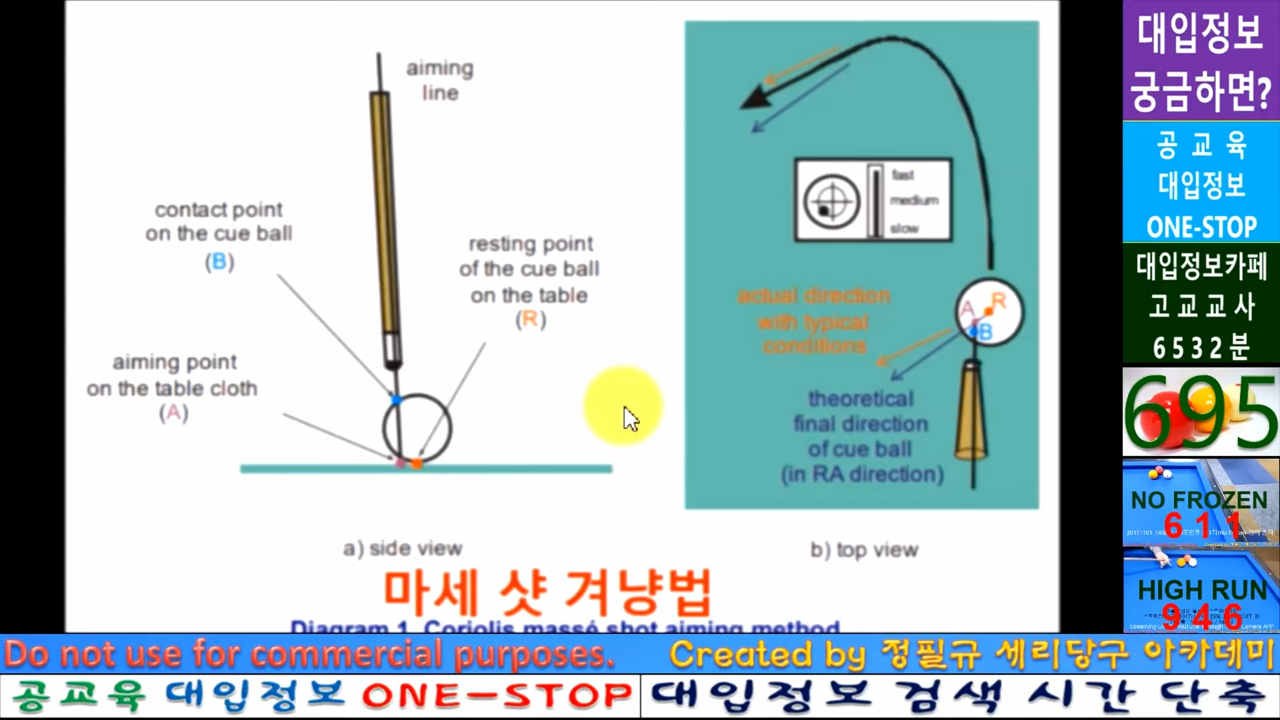 aiming
line
contact point
on the cue ball
(B)
resting point
of the cue ball
on the table
(R)
aiming point
on the table cloth
(A)
a) side view
fast
medium
slow
A
R
B
actual direction
with typical
conditions
theoretical
final direction
of cue ball
(in RA direction)
b) top view
마세 샷 겨냥법
Diagram 1 Coriolis massé shot aiming method
대입정보
궁금하면?
공 교 육
대입정보
ONE-STOP
대입정보카페
고 교 교 사
6 5 3 2 분
695
NO FROZEN
6 1 1
HIGH RUN
9 4 6
Do not use for commercial purposes.
Created by 정필규 세리당구 아카데미
공교육 대입정보 ONE-STOP
대입정보 검색 시간 단축